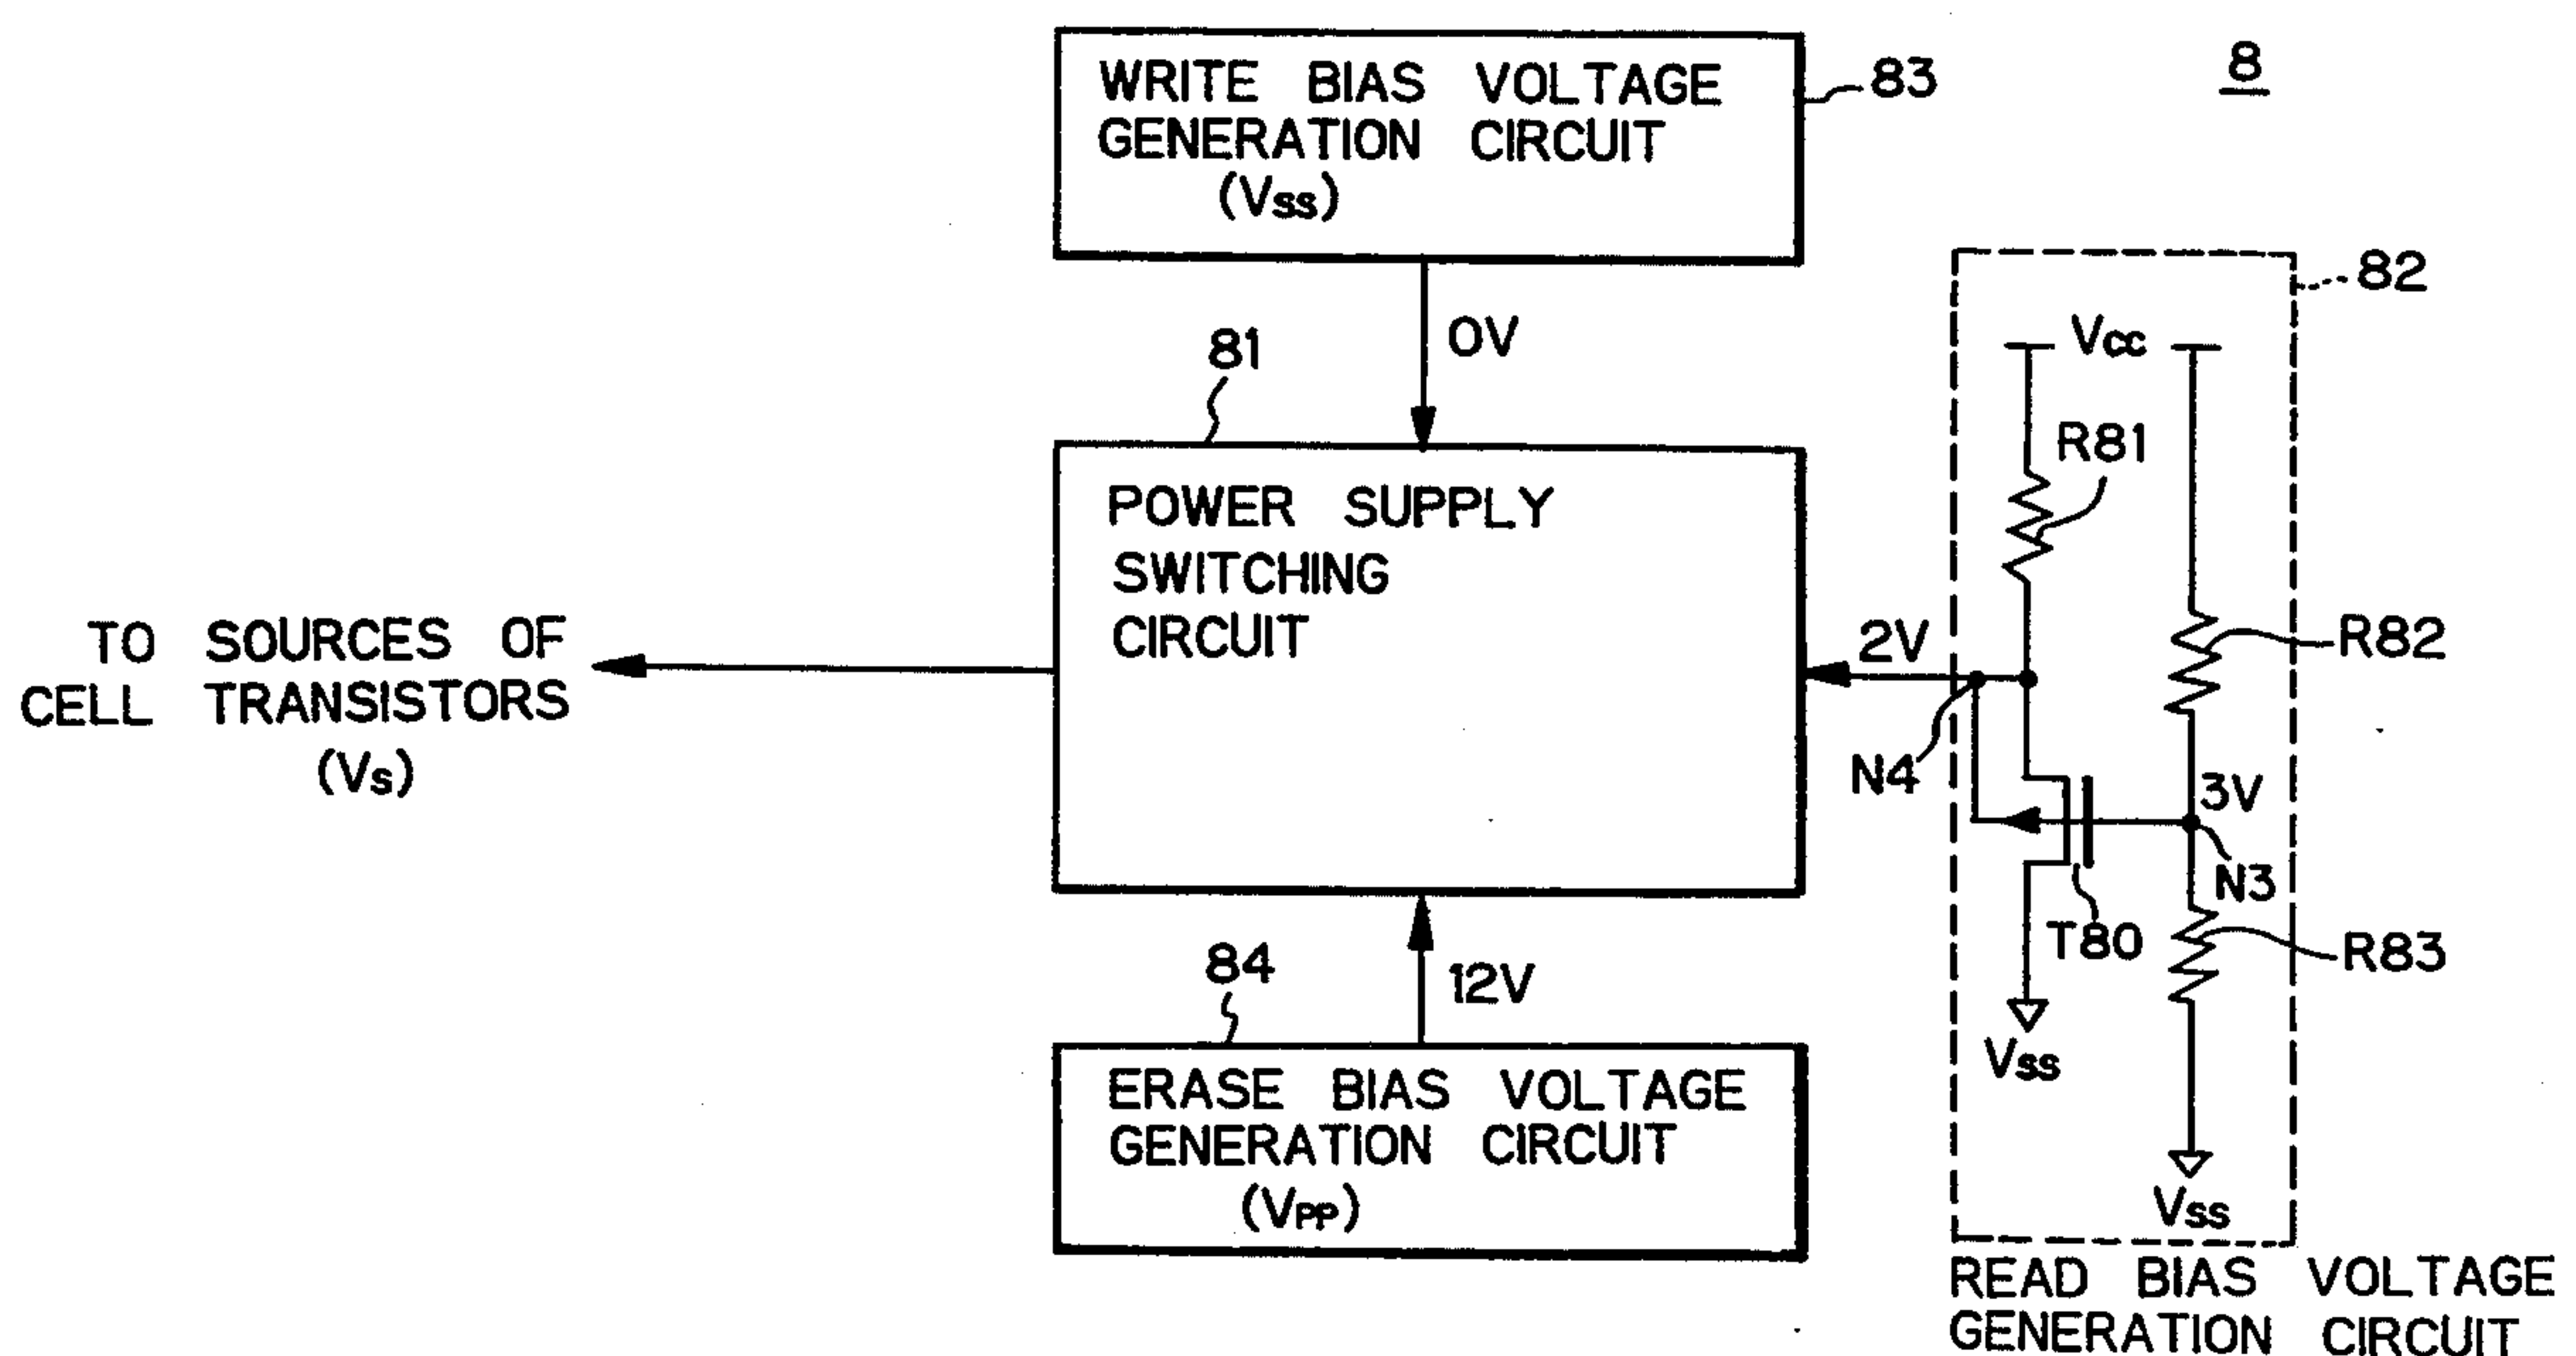 8
WRITE BIAS VOLTAGE
GENERATION CIRCUIT
(Vss)
83
82
0V
81
Vcc
R81
POWER SUPPLY
SWITCHING
CIRCUIT
TO SOURCES OF
CELL TRANSISTORS
(Vs)
2V
R82
N4
3V
N3
T80
R83
84
12V
Vss
ERASE BIAS VOLTAGE
GENERATION CIRCUIT
(VPP)
Vss
READ BIAS VOLTAGE
GENERATION CIRCUIT